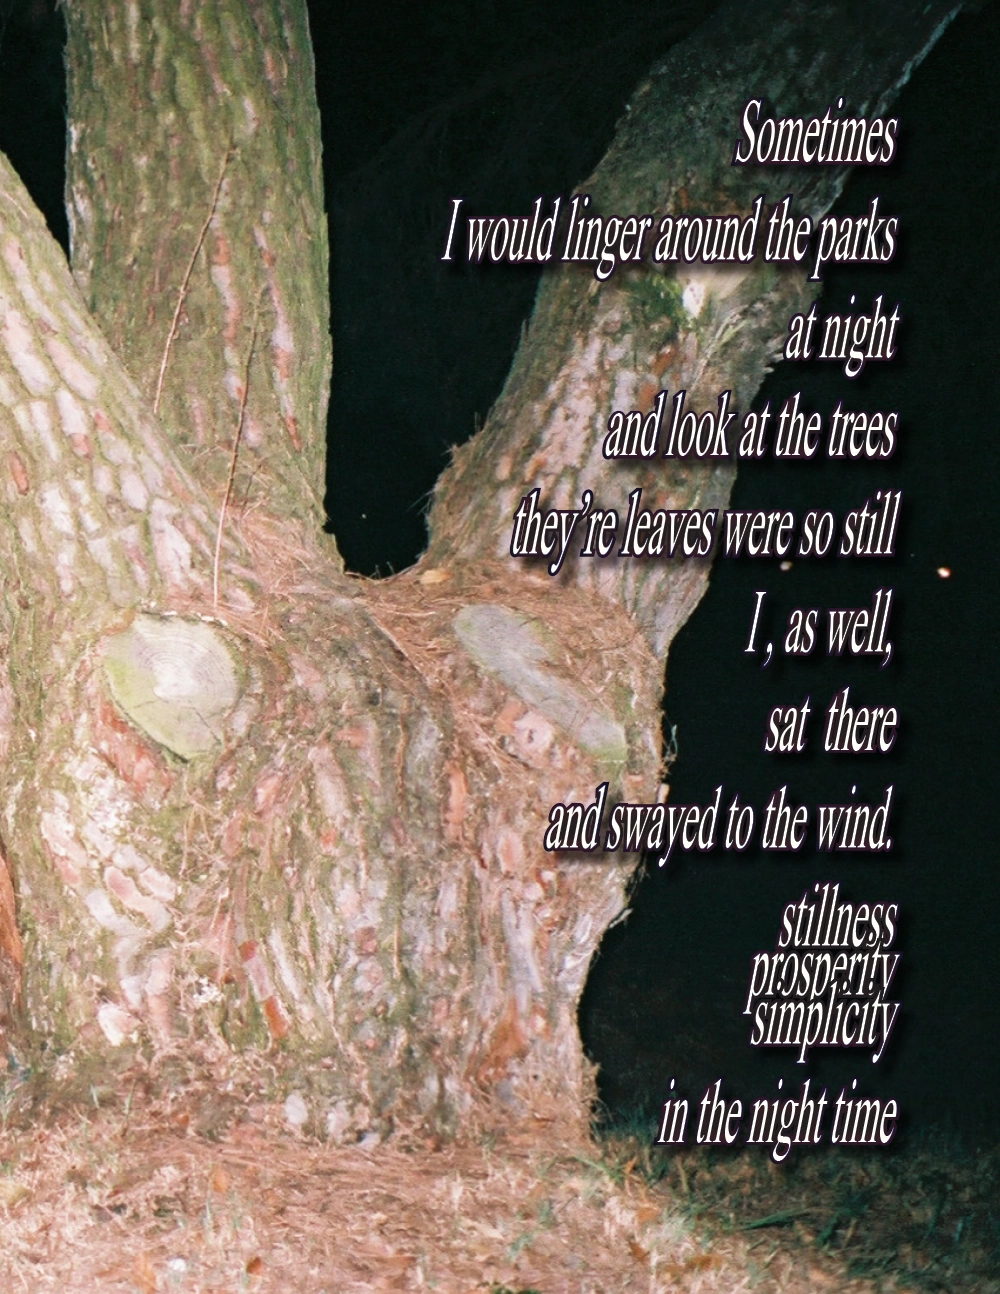 Sometimes
I would linger around the parks
at night
and look at the trees
they're leaves were so still
I , as well,
sat there
and swayed to the wind.
stillness
prosperity
simplicity
in the night time